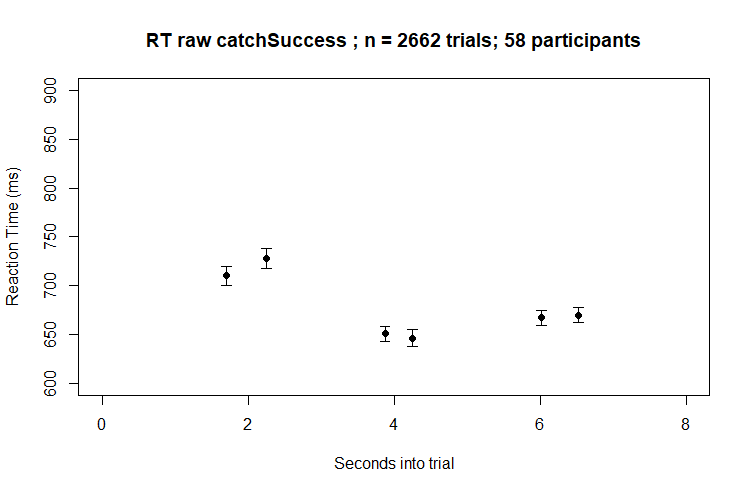 RT raw catchSuccess ; n = 2662 trials; 58 participants
Reaction Time (ms)
900
850
800
750
700
650
600
0 2 4 6 8
Seconds into trial